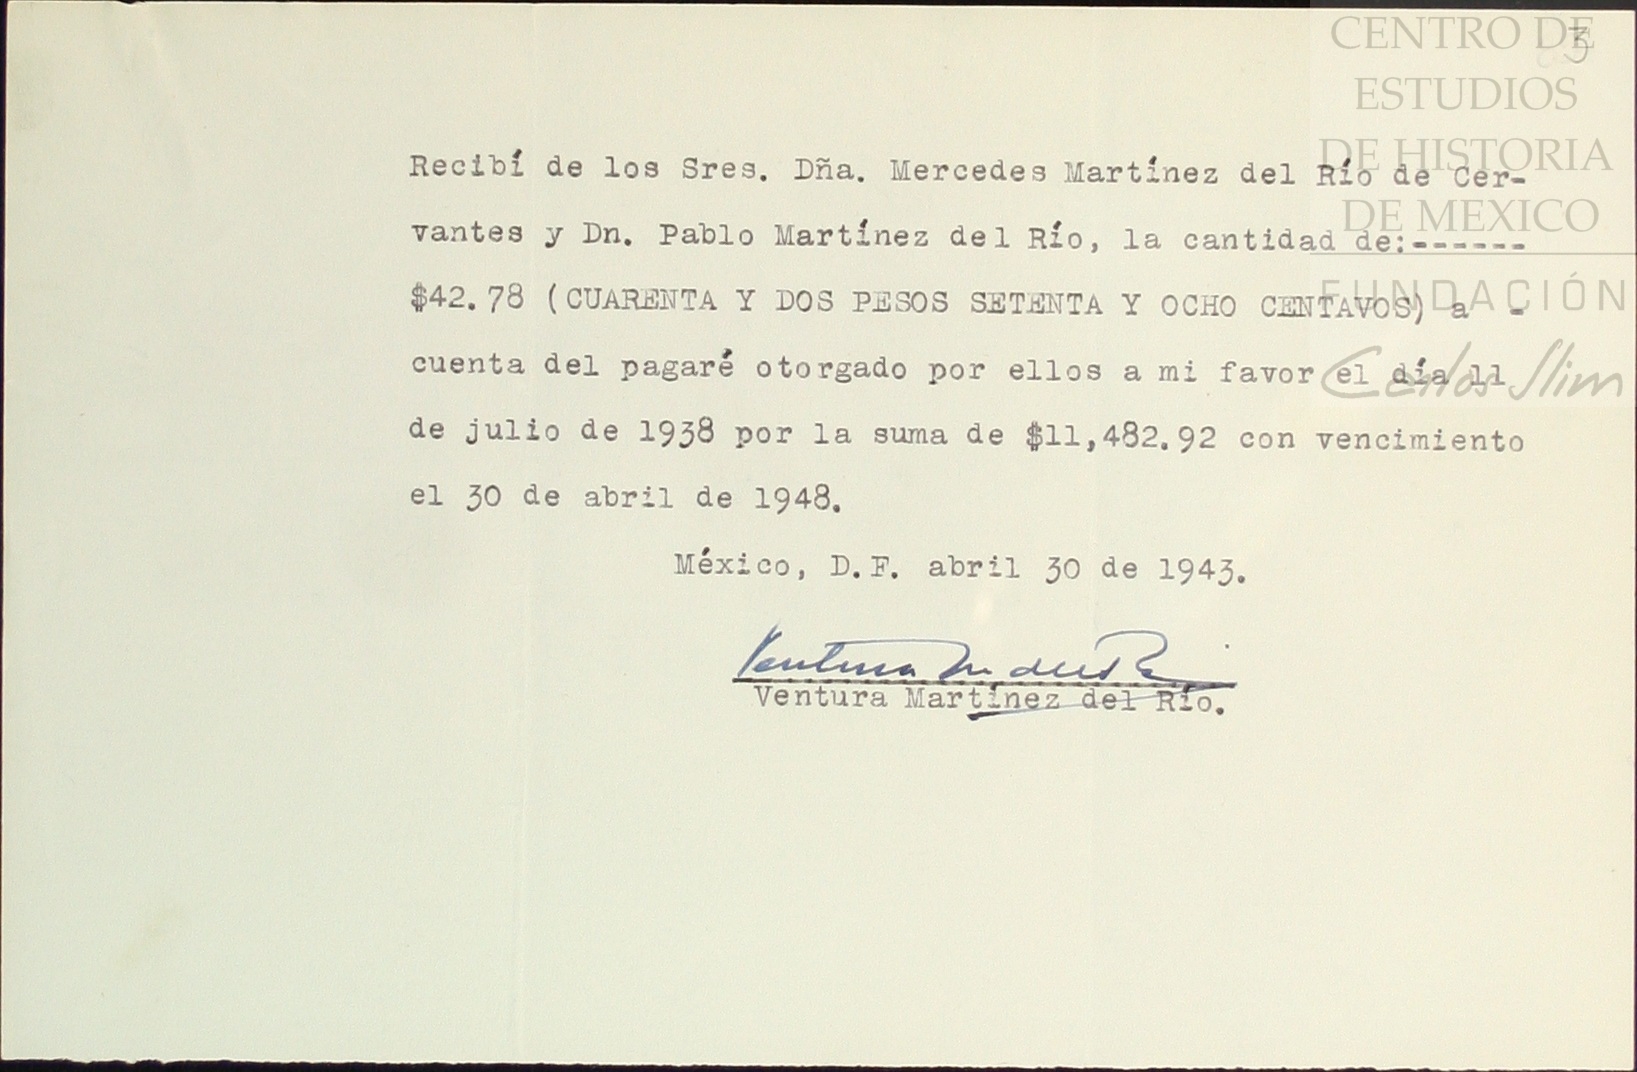 CENTRO DE
3
ESTUDIOS
DE HISTORIA
DE MEXICO
FUNDACIÓN
Carlos Slim
Recibí de los Sres. Dña. Mercedes Martínez del Río de Cer-
vantes y Dn. Pablo Martínez del Río, la cantidad de:------
$42.78 (CUARENTA Y DOS PESOS SETENTA Y OCHO CENTAVOS) a -
cuenta del pagaré otorgado por ellos a mi favor el día 11
de julio de 1938 por la suma de $11,482.92 con vencimiento
el 30 de abril de 1948.
México, D.F. abril 30 de 1943.
Ventura M. del Río
Ventura Martínez del Río.